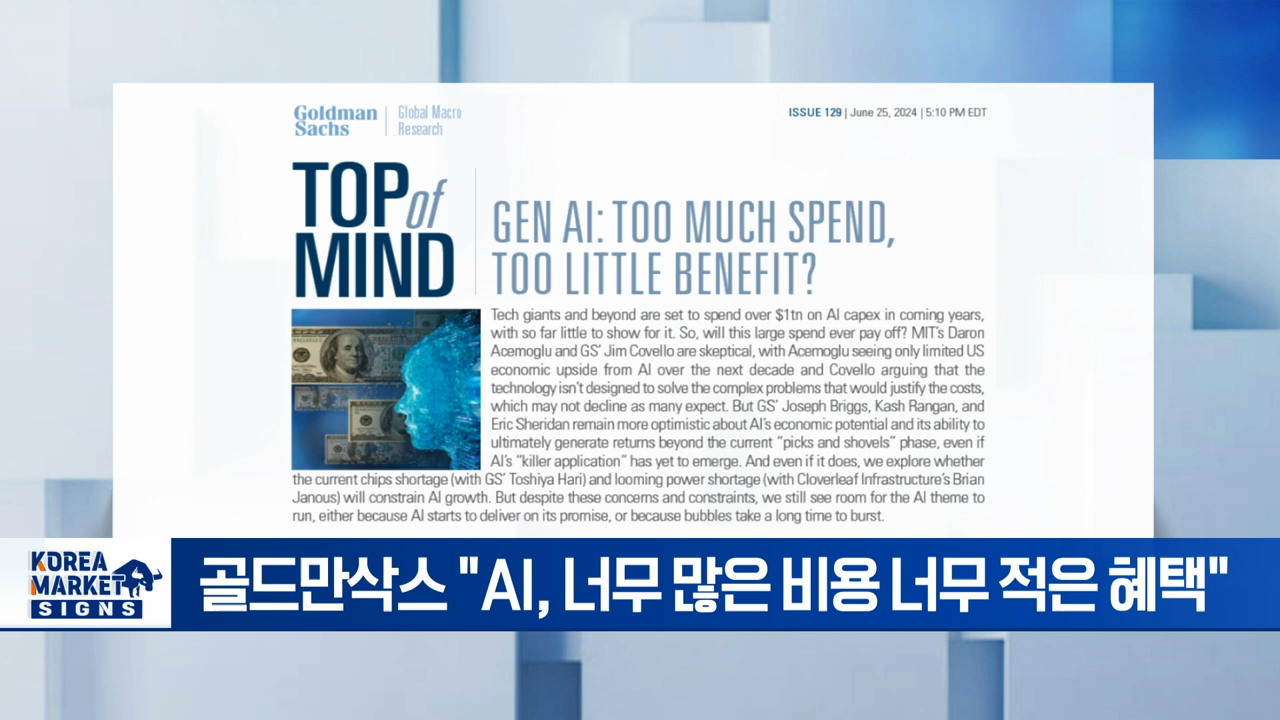 Goldman Sachs
Global Macro Research
ISSUE 129 | June 25, 2024 | 5:10 PM EDT
TOP of MIND
GEN AI: TOO MUCH SPEND,
TOO LITTLE BENEFIT?
Tech giants and beyond are set to spend over $1tn on AI capex in coming years,
with so far little to show for it. So, will this large spend ever pay off? MIT's Daron
Acemoglu and GS' Jim Covello are skeptical, with Acemoglu seeing only limited US
economic upside from AI over the next decade and Covello arguing that the
technology isn't designed to solve the complex problems that would justify the costs,
which may not decline as many expect. But GS' Joseph Briggs, Kash Rangan, and
Eric Sheridan remain more optimistic about AI's economic potential and its ability to
ultimately generate returns beyond the current "picks and shovels" phase, even if
AI's "killer application" has yet to emerge. And even if it does, we explore whether
the current chips shortage (with GS' Toshiya Hari) and looming power shortage (with Cloverleaf Infrastructure's Brian
Janous) will constrain AI growth. But despite these concerns and constraints, we still see room for the AI theme to
run, either because AI starts to deliver on its promise, or because bubbles take a long time to burst.
KOREA
MARKET
SIGNS
골드만삭스 "AI, 너무 많은 비용 너무 적은 혜택"